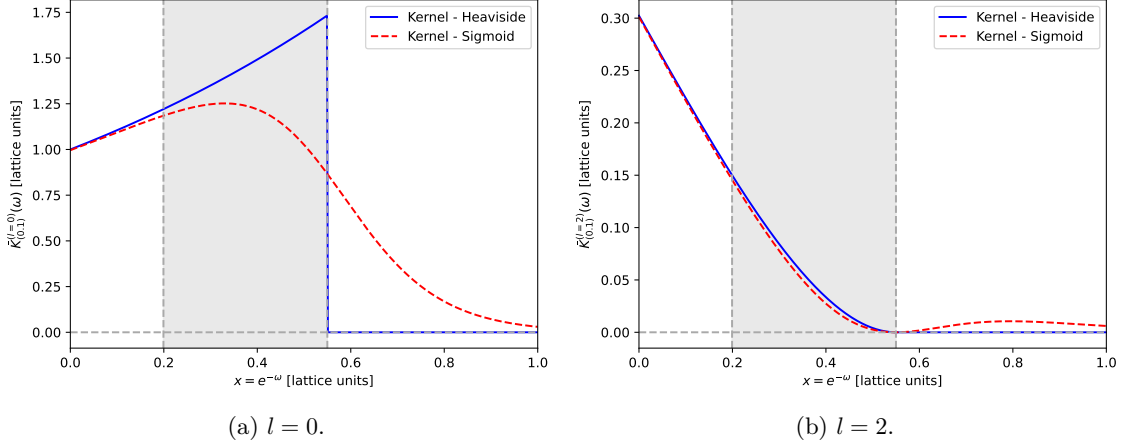 1.75
1.50
1.25
1.00
0.75
0.50
0.25
0.00
0.0 0.2 0.4 0.6 0.8 1.0
x = e^{−ω} [lattice units]
K̄^{(l=0)}_{(0.1)}(ω) [lattice units]
Kernel - Heaviside
Kernel - Sigmoid
(a) l = 0.
0.30
0.25
0.20
0.15
0.10
0.05
0.00
0.0 0.2 0.4 0.6 0.8 1.0
x = e^{−ω} [lattice units]
K̄^{(l=2)}_{(0.1)}(ω) [lattice units]
Kernel - Heaviside
Kernel - Sigmoid
(b) l = 2.